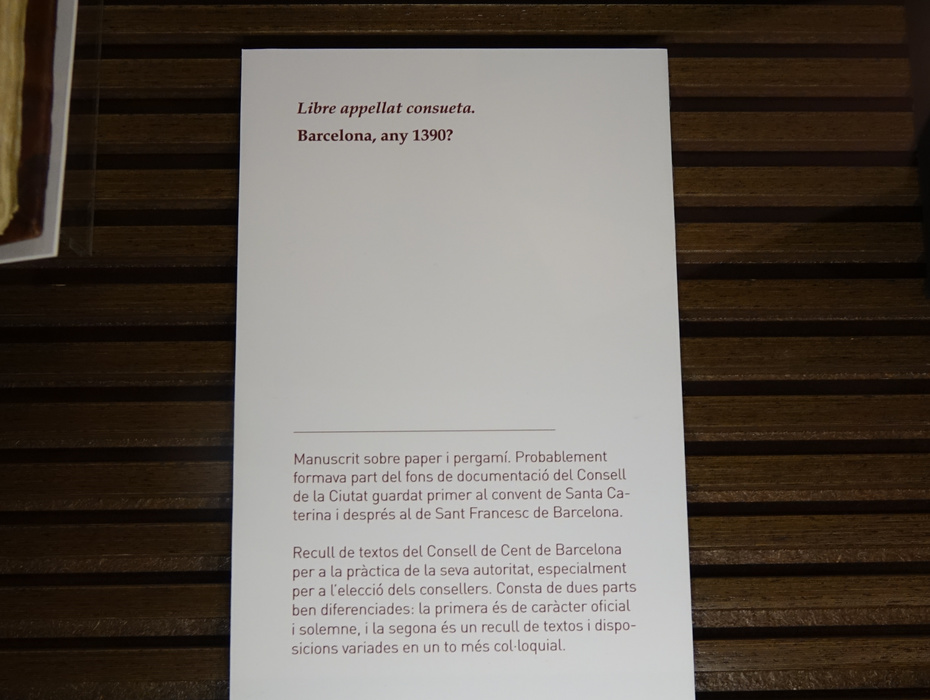 Libre appellat consueta.
Barcelona, any 1390?
Manuscrit sobre paper i pergamí. Probablement
formava part del fons de documentació del Consell
de la Ciutat guardat primer al convent de Santa Ca-
terina i després al de Sant Francesc de Barcelona.
Recull de textos del Consell de Cent de Barcelona
per a la pràctica de la seva autoritat, especialment
per a l'elecció dels consellers. Consta de dues parts
ben diferenciades: la primera és de caràcter oficial
i solemne, i la segona és un recull de textos i dispo-
sicions variades en un to més col·loquial.